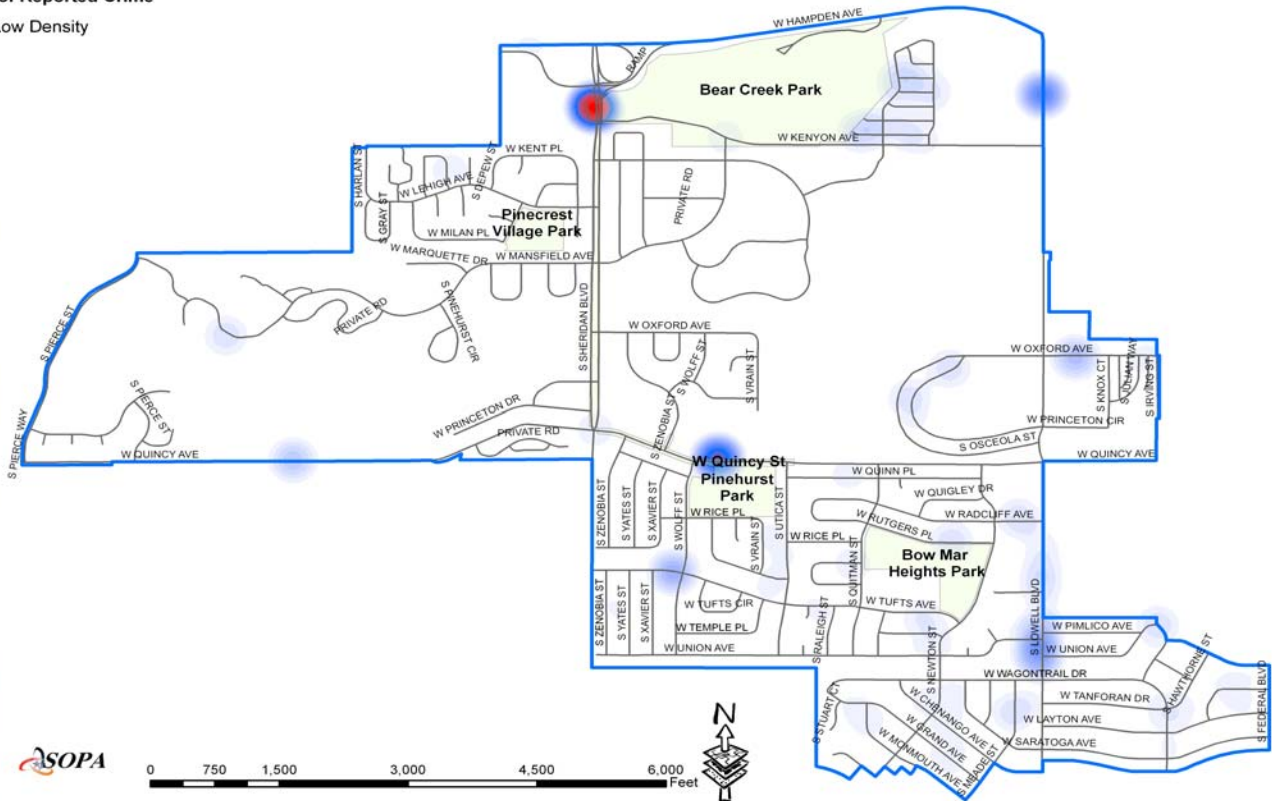 of Reported Crime
Low Density
W HAMPDEN AVE
RAMP
Bear Creek Park
W KENYON AVE
S HARLAN ST
W KENT PL
S DEPEW ST
W LEHIGH AVE
S GRAY ST
PRIVATE RD
Pinecrest
Village Park
W MILAN PL
W MARQUETTE DR
W MANSFIELD AVE
S PIERCE ST
PRIVATE RD
S PINEHURST CIR
S SHERIDAN BLVD
W OXFORD AVE
S WOLFF ST
S VRAIN ST
S ZENOBIA ST
W OXFORD AVE
S KNOX CT
S JULIAN WAY
S IRVING ST
W PRINCETON CIR
S OSCEOLA ST
W QUINCY AVE
S PIERCE ST
S PIERCE WAY
W QUINCY AVE
W PRINCETON DR
PRIVATE RD
W Quincy St
Pinehurst
Park
W QUINN PL
W QUIGLEY DR
W RADCLIFF AVE
S ZENOBIA ST
S YATES ST
S XAVIER ST
S WOLFF ST
W RICE PL
S VRAIN ST
S UTICA ST
W RICE PL
W RUTGERS PL
S QUITMAN ST
Bow Mar
Heights Park
S ZENOBIA ST
S YATES ST
S XAVIER ST
W TUFTS CIR
W TEMPLE PL
W UNION AVE
S RALEIGH ST
W TUFTS AVE
S NEWTON ST
S LOWELL BLVD
W PIMLICO AVE
W UNION AVE
W WAGONTRAIL DR
W TANFORAN DR
S HAWTHORNE ST
S FEDERAL BLVD
S STUART CT
W CHENANGO AVE
W GRAND AVE
W MONMOUTH AVE
S MEADE ST
W LAYTON AVE
W SARATOGA AVE
SOPA
N
0 750 1,500 3,000 4,500 6,000
Feet